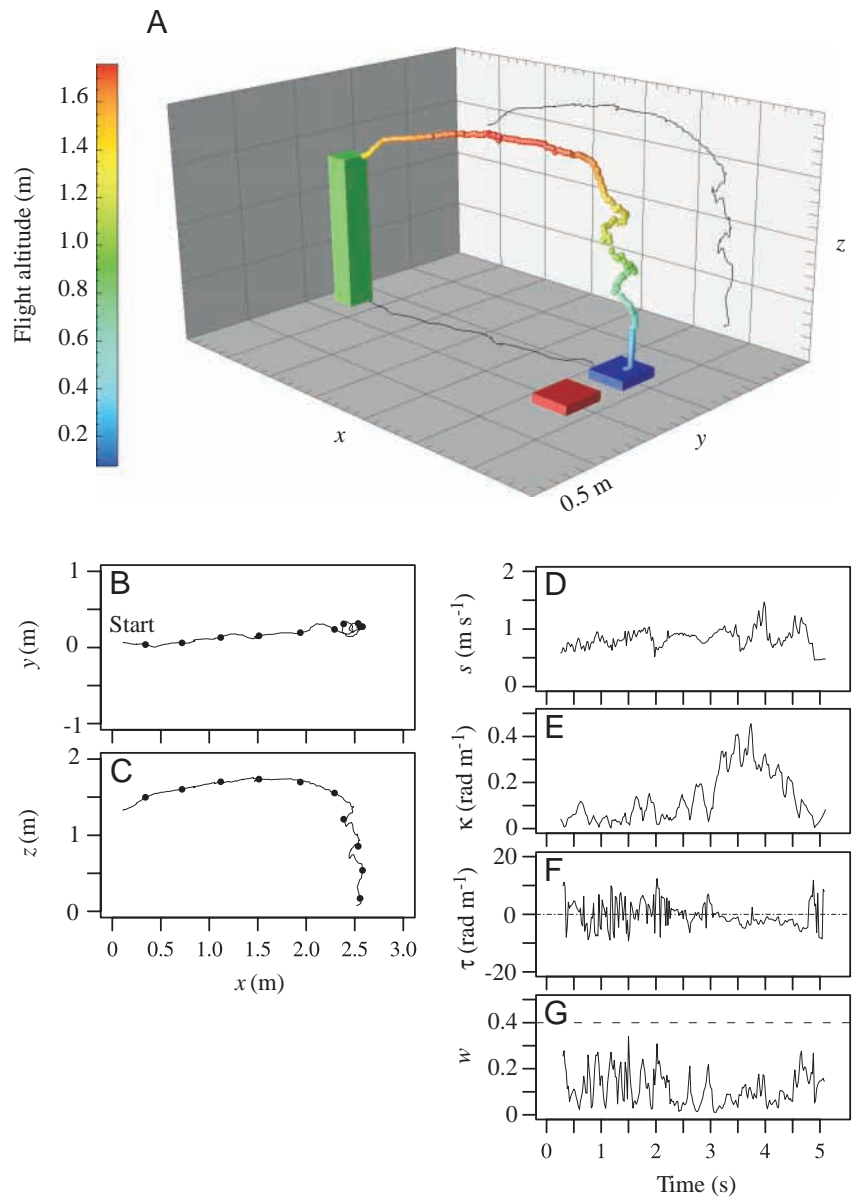 A
Flight altitude (m)
1.6
1.4
1.2
1.0
0.8
0.6
0.4
0.2
z
x
y
0.5 m
B
Start
y (m)
1
0
-1
C
z (m)
2
1
0
0
0.5
1.0
1.5
2.0
2.5
3.0
x (m)
D
s (m s-1)
2
1
0
E
κ (rad m-1)
0.4
0.2
0
F
τ (rad m-1)
20
0
-20
G
w
0.4
0.2
0
0
1
2
3
4
5
Time (s)